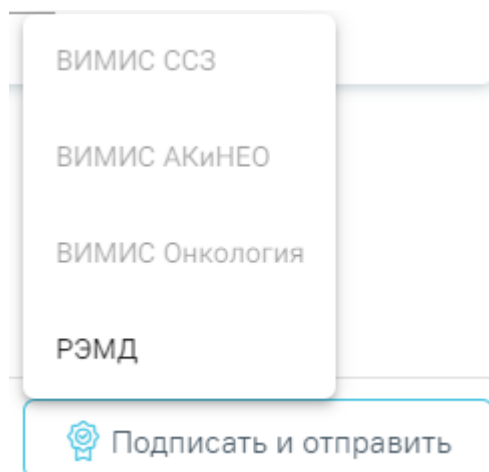 ВИМИС ССЗ
ВИМИС АКиНЕО
ВИМИС Онкология
РЭМД
Подписать и отправить